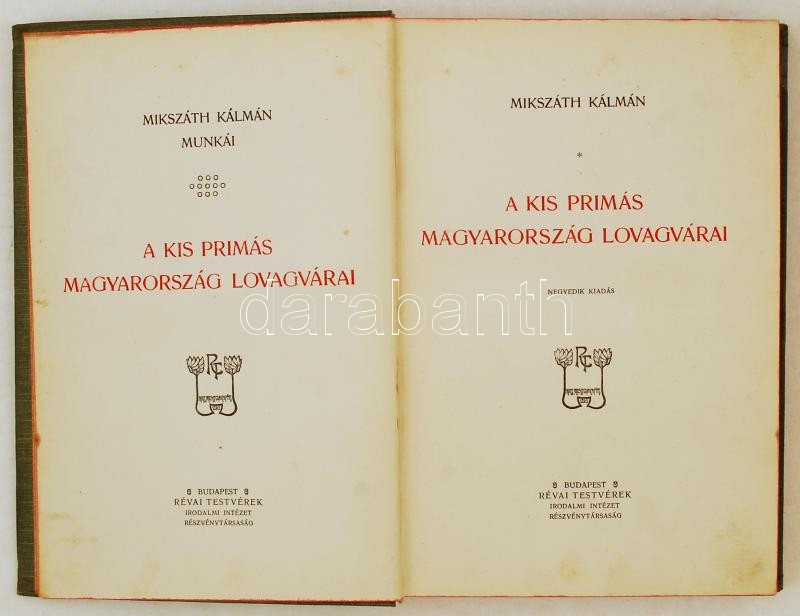 MIKSZÁTH KÁLMÁN
MUNKÁI
A KIS PRIMÁS
MAGYARORSZÁG LOVAGVÁRAI
BUDAPEST
RÉVAI TESTVÉREK
IRODALMI INTÉZET
RÉSZVÉNYTÁRSASÁG
MIKSZÁTH KÁLMÁN
*
A KIS PRIMÁS
MAGYARORSZÁG LOVAGVÁRAI
NEGYEDIK KIADÁS
BUDAPEST
RÉVAI TESTVÉREK
IRODALMI INTÉZET
RÉSZVÉNYTÁRSASÁG
darabanth